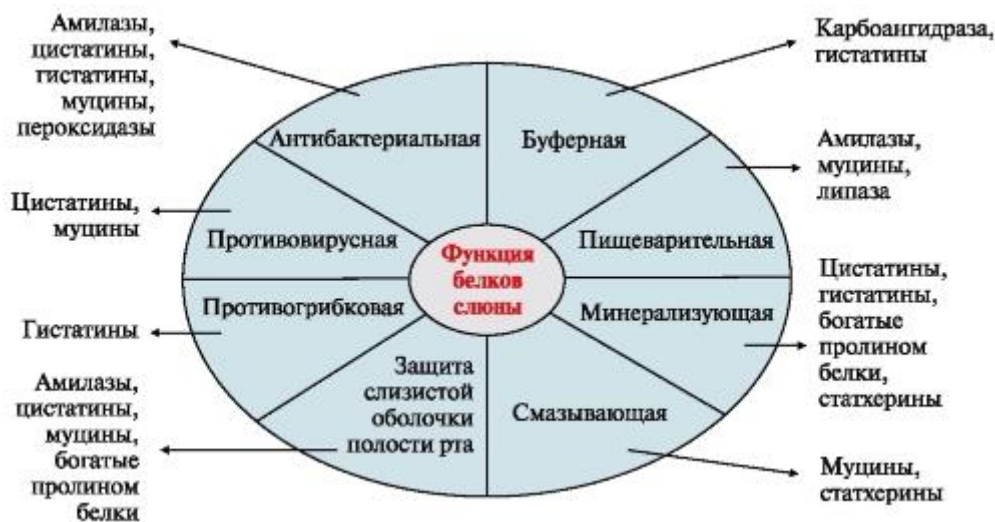 Амилазы,
цистатины,
гистатины,
муцины,
пероксидазы
Карбоангидраза,
гистатины
Антибактериальная
Буферная
Амилазы,
муцины,
липаза
Цистатины,
муцины
Противовирусная
Пищеварительная
Функция
белков
слюны
Противогрибковая
Минерализующая
Цистатины,
гистатины,
богатые
пролином
белки,
статхерины
Гистатины
Защита
слизистой
оболочки
полости рта
Смазывающая
Амилазы,
цистатины,
муцины,
богатые
пролином
белки
Муцины,
статхерины